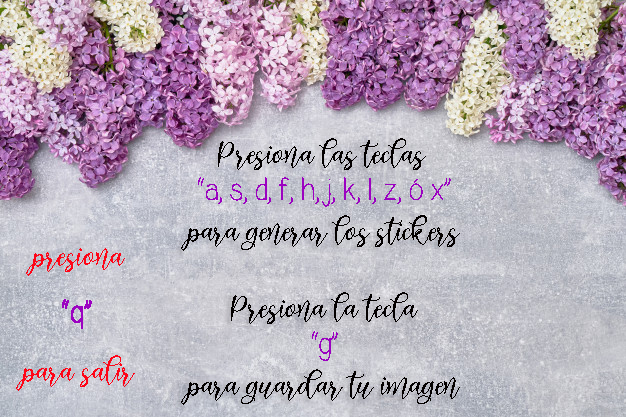 Presiona las teclas
"a, s, d, f, h, j, k, l, z, ó x"
para generar los stickers
presiona
"q"
para salir
Presiona la tecla
"g"
para guardar tu imagen